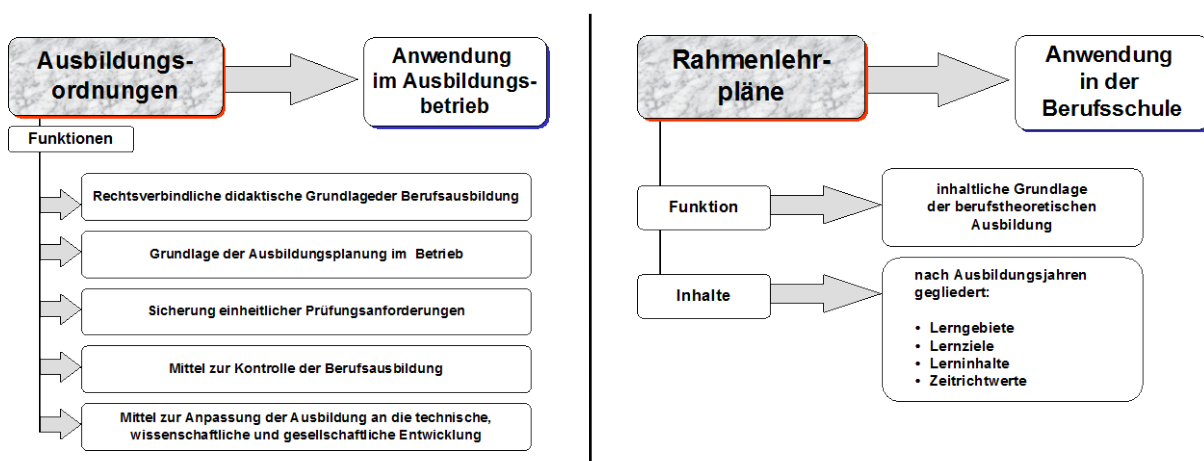 Ausbildungs-
ordnungen
Anwendung
im Ausbildungs-
betrieb
Funktionen
Rechtsverbindliche didaktische Grundlageder Berufsausbildung
Grundlage der Ausbildungsplanung im Betrieb
Sicherung einheitlicher Prüfungsanforderungen
Mittel zur Kontrolle der Berufsausbildung
Mittel zur Anpassung der Ausbildung an die technische,
wissenschaftliche und gesellschaftliche Entwicklung
Rahmenlehr-
pläne
Anwendung
in der
Berufsschule
Funktion
inhaltliche Grundlage
der berufstheoretischen
Ausbildung
Inhalte
nach Ausbildungsjahren
gegliedert:
• Lerngebiete
• Lernziele
• Lerninhalte
• Zeitrichtwerte